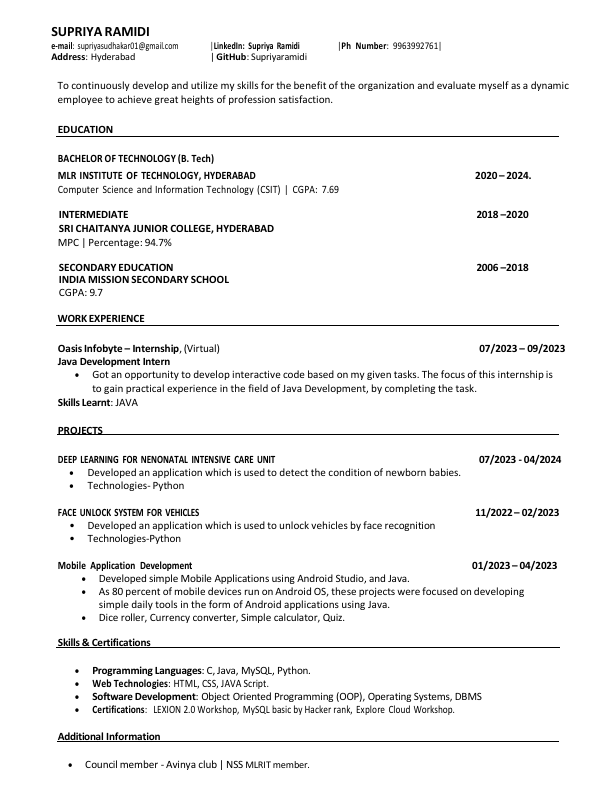 SUPRIYA RAMIDI
e-mail: supriyasudhakar01@gmail.com |LinkedIn: Supriya Ramidi |Ph Number: 9963992761|
Address: Hyderabad | GitHub: Supriyaramidi
To continuously develop and utilize my skills for the benefit of the organization and evaluate myself as a dynamic
employee to achieve great heights of profession satisfaction.
EDUCATION
BACHELOR OF TECHNOLOGY (B. Tech)
MLR INSTITUTE OF TECHNOLOGY, HYDERABAD 2020 – 2024.
Computer Science and Information Technology (CSIT) | CGPA: 7.69
INTERMEDIATE 2018 –2020
SRI CHAITANYA JUNIOR COLLEGE, HYDERABAD
MPC | Percentage: 94.7%
SECONDARY EDUCATION 2006 –2018
INDIA MISSION SECONDARY SCHOOL
CGPA: 9.7
WORK EXPERIENCE
Oasis Infobyte – Internship, (Virtual) 07/2023 – 09/2023
Java Development Intern
• Got an opportunity to develop interactive code based on my given tasks. The focus of this internship is
to gain practical experience in the field of Java Development, by completing the task.
Skills Learnt: JAVA
PROJECTS
DEEP LEARNING FOR NENONATAL INTENSIVE CARE UNIT 07/2023 - 04/2024
• Developed an application which is used to detect the condition of newborn babies.
• Technologies- Python
FACE UNLOCK SYSTEM FOR VEHICLES 11/2022 – 02/2023
• Developed an application which is used to unlock vehicles by face recognition
• Technologies-Python
Mobile Application Development 01/2023 – 04/2023
• Developed simple Mobile Applications using Android Studio, and Java.
• As 80 percent of mobile devices run on Android OS, these projects were focused on developing
simple daily tools in the form of Android applications using Java.
• Dice roller, Currency converter, Simple calculator, Quiz.
Skills & Certifications
• Programming Languages: C, Java, MySQL, Python.
• Web Technologies: HTML, CSS, JAVA Script.
• Software Development: Object Oriented Programming (OOP), Operating Systems, DBMS
• Certifications: LEXION 2.0 Workshop, MySQL basic by Hacker rank, Explore Cloud Workshop.
Additional Information
• Council member - Avinya club | NSS MLRIT member.